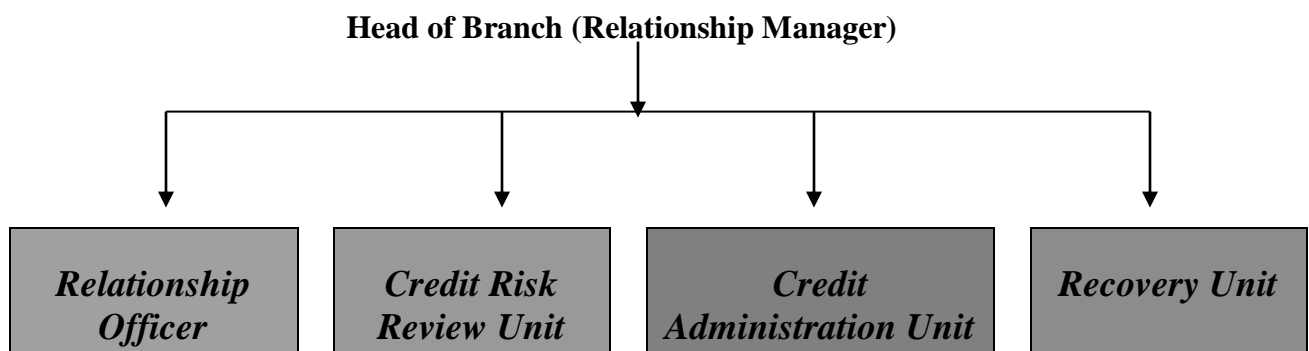 Head of Branch (Relationship Manager)
Relationship
Officer
Credit Risk
Review Unit
Credit
Administration Unit
Recovery Unit